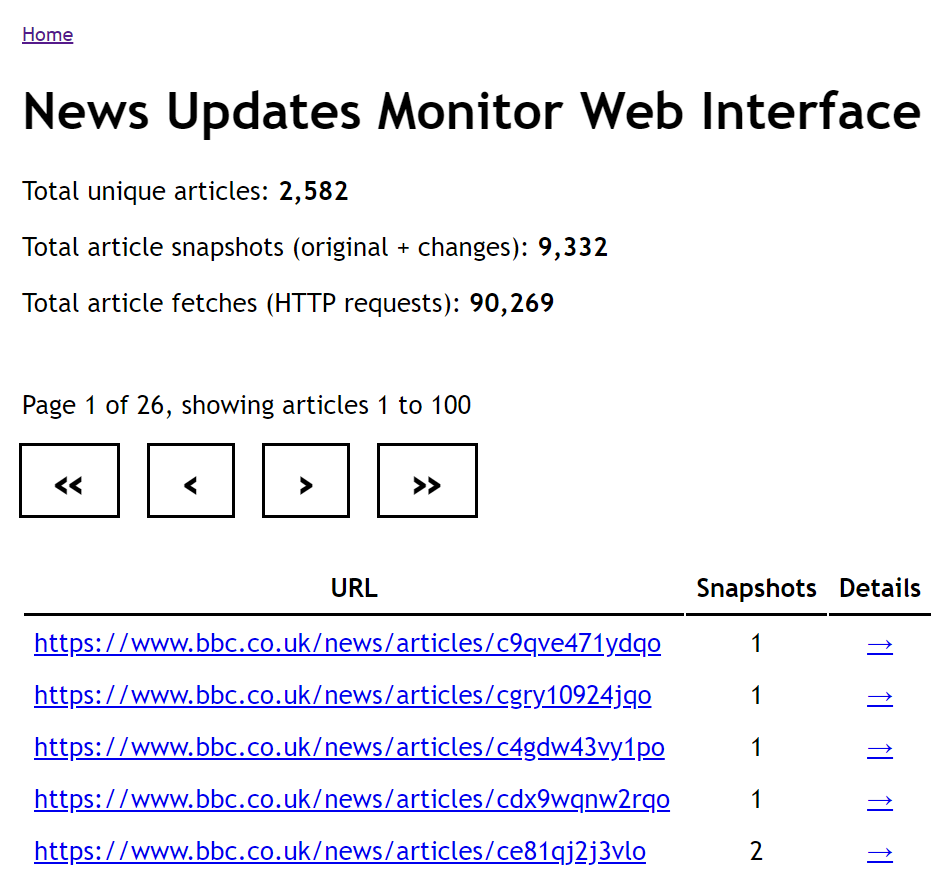 Home
News Updates Monitor Web Interface
Total unique articles: 2,582
Total article snapshots (original + changes): 9,332
Total article fetches (HTTP requests): 90,269
Page 1 of 26, showing articles 1 to 100
<< < > >>
URL Snapshots Details
https://www.bbc.co.uk/news/articles/c9qve471ydqo 1 →
https://www.bbc.co.uk/news/articles/cgry10924jqo 1 →
https://www.bbc.co.uk/news/articles/c4gdw43vy1po 1 →
https://www.bbc.co.uk/news/articles/cdx9wqnw2rqo 1 →
https://www.bbc.co.uk/news/articles/ce81qj2j3vlo 2 →